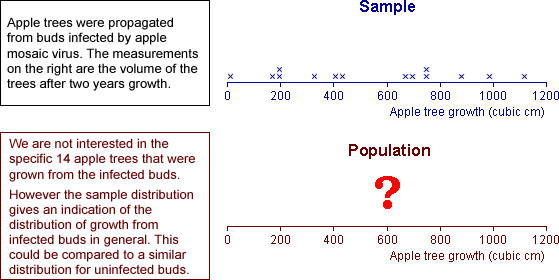 Apple trees were propagated
from buds infected by apple
mosaic virus. The measurements
on the right are the volume of the
trees after two years growth.
Sample
0 200 400 600 800 1000 1200
Apple tree growth (cubic cm)
We are not interested in the
specific 14 apple trees that were
grown from the infected buds.
However the sample distribution
gives an indication of the
distribution of growth from
infected buds in general. This
could be compared to a similar
distribution for uninfected buds.
Population
?
0 200 400 600 800 1000 1200
Apple tree growth (cubic cm)